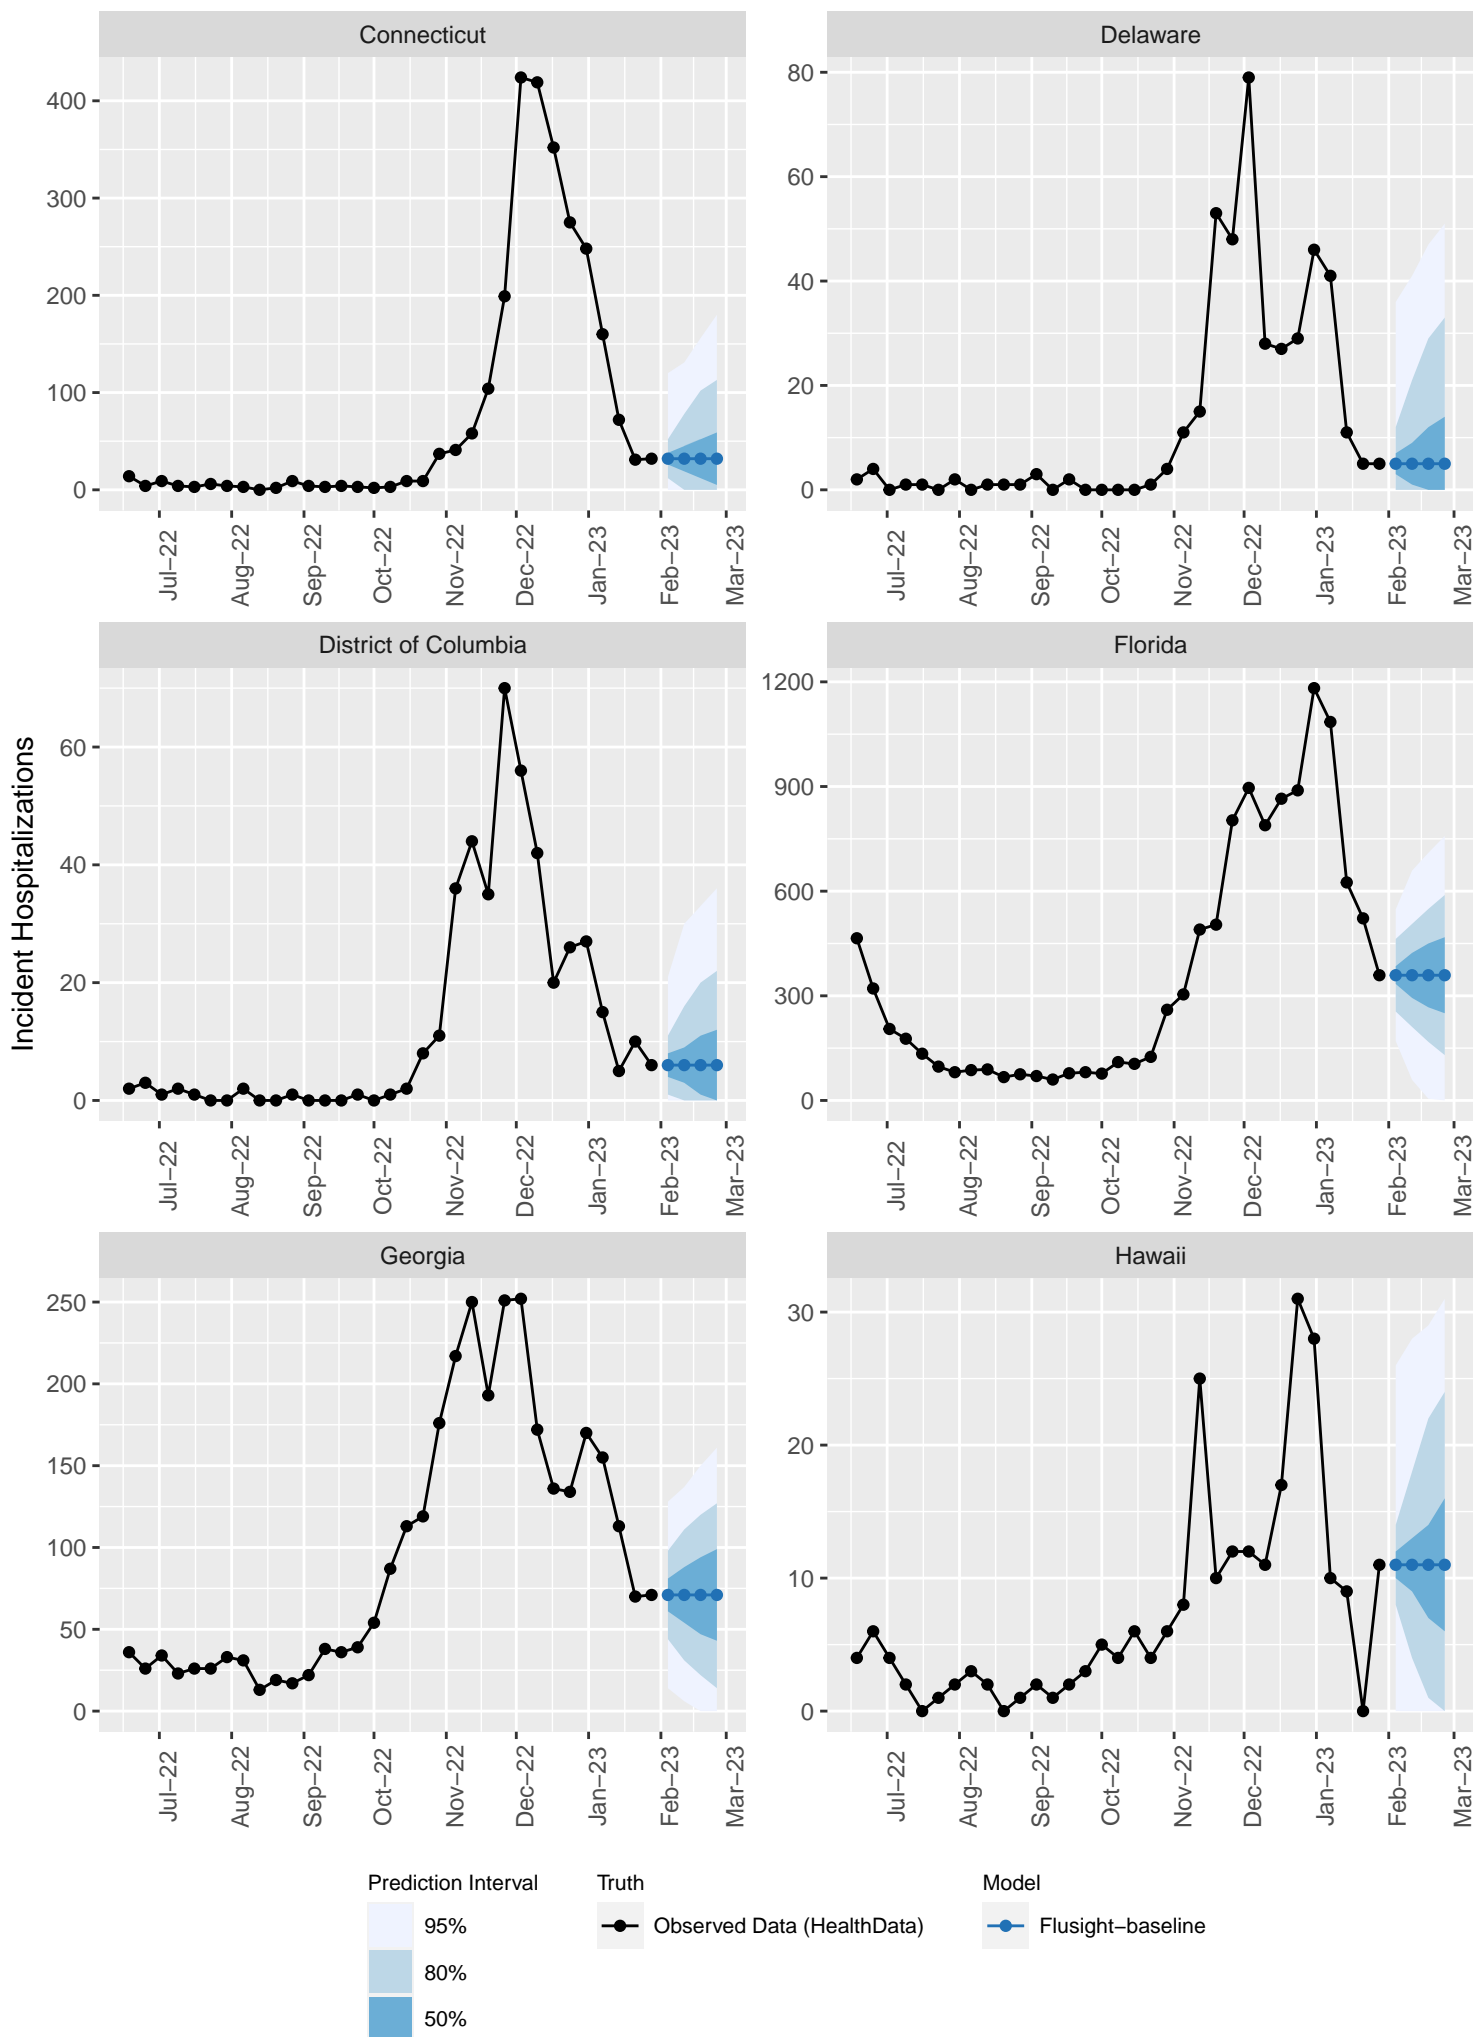 Connecticut
Delaware
400
300
200
100
0
80
60
40
20
0
Jul−22
Aug−22
Sep−22
Oct−22
Nov−22
Dec−22
Jan−23
Feb−23
Mar−23
Jul−22
Aug−22
Sep−22
Oct−22
Nov−22
Dec−22
Jan−23
Feb−23
Mar−23
Incident Hospitalizations
District of Columbia
Florida
60
40
20
0
1200
900
600
300
0
Jul−22
Aug−22
Sep−22
Oct−22
Nov−22
Dec−22
Jan−23
Feb−23
Mar−23
Jul−22
Aug−22
Sep−22
Oct−22
Nov−22
Dec−22
Jan−23
Feb−23
Mar−23
Georgia
Hawaii
250
200
150
100
50
0
30
20
10
0
Jul−22
Aug−22
Sep−22
Oct−22
Nov−22
Dec−22
Jan−23
Feb−23
Mar−23
Jul−22
Aug−22
Sep−22
Oct−22
Nov−22
Dec−22
Jan−23
Feb−23
Mar−23
Prediction Interval
95%
80%
50%
Truth
Observed Data (HealthData)
Model
Flusight−baseline